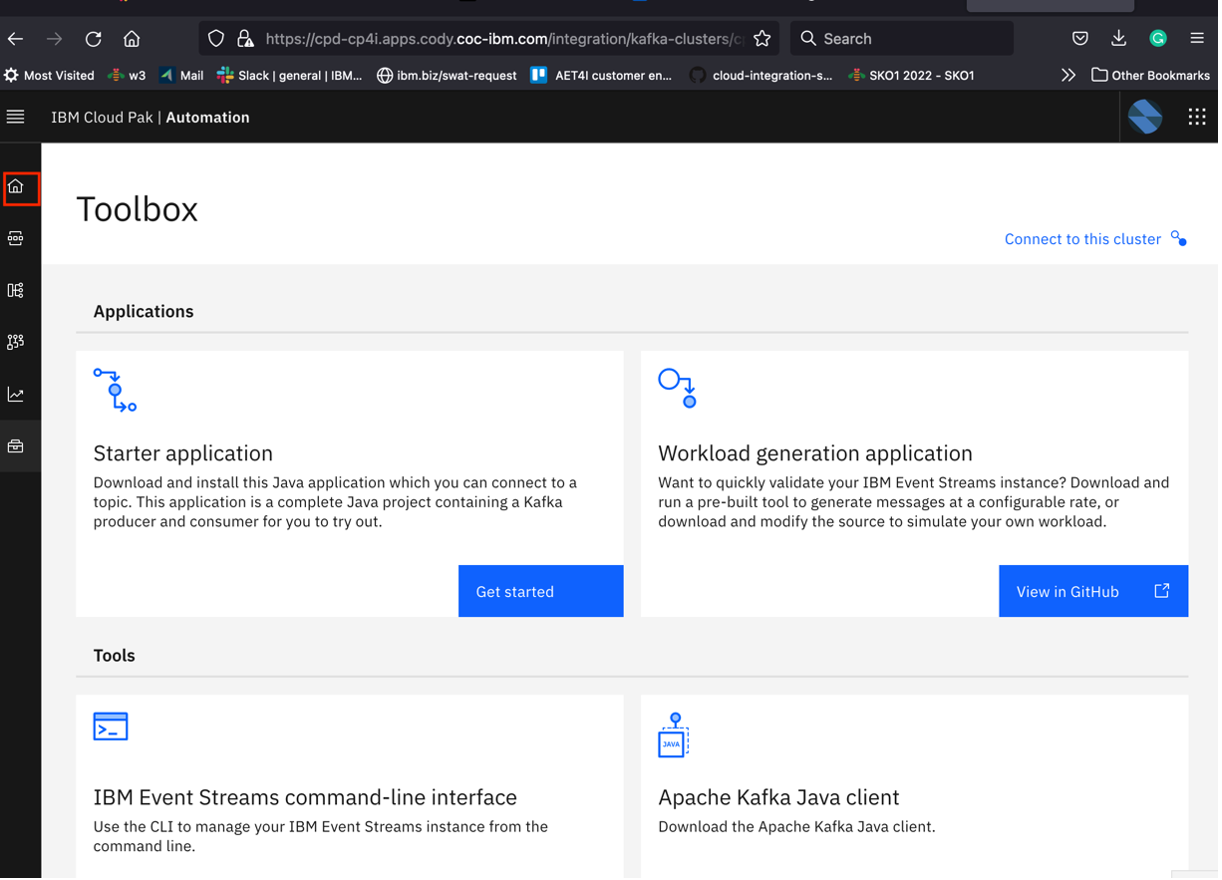 https://cpd-cp4i.apps.cody.coc-ibm.com/integration/kafka-clusters/
Search
Most Visited
w3
Mail
Slack | general | IBM...
ibm.biz/swat-request
AET4I customer en...
cloud-integration-s...
SKO1 2022 - SKO1
Other Bookmarks
IBM Cloud Pak | Automation
Toolbox
Connect to this cluster
Applications
Starter application
Download and install this Java application which you can connect to a
topic. This application is a complete Java project containing a Kafka
producer and consumer for you to try out.
Get started
Workload generation application
Want to quickly validate your IBM Event Streams instance? Download and
run a pre-built tool to generate messages at a configurable rate, or
download and modify the source to simulate your own workload.
View in GitHub
Tools
IBM Event Streams command-line interface
Use the CLI to manage your IBM Event Streams instance from the
command line.
JAVA
Apache Kafka Java client
Download the Apache Kafka Java client.